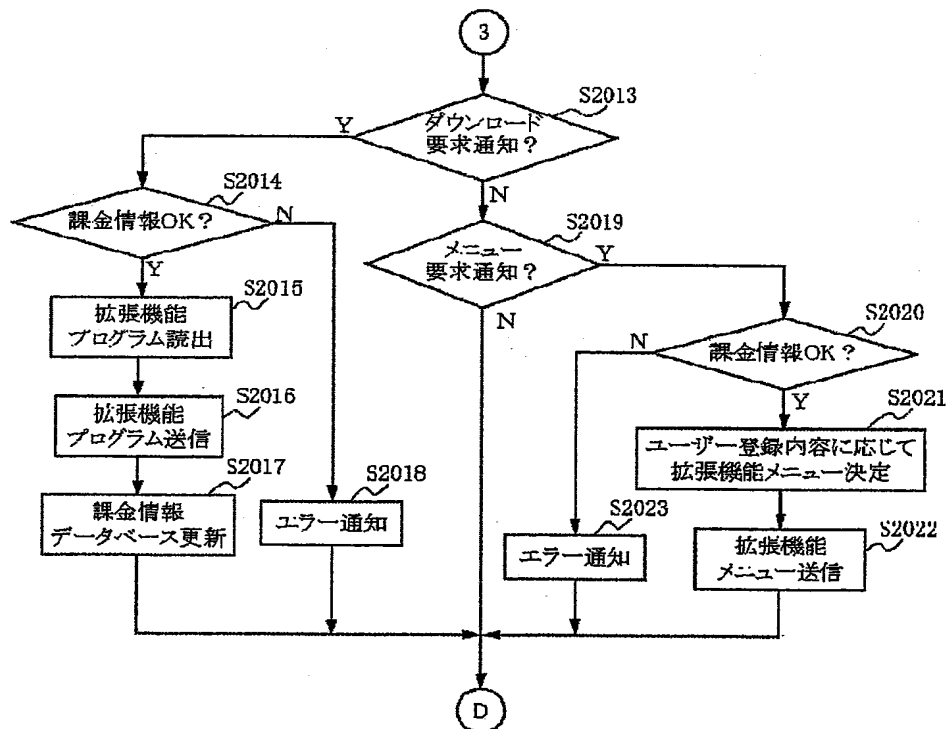 3
S2013
ダウンロード
要求通知?
Y
N
S2014
課金情報OK?
N
Y
S2015
拡張機能
プログラム読出
S2016
拡張機能
プログラム送信
S2017
課金情報
データベース更新
S2018
エラー通知
S2019
メニュー
要求通知?
Y
N
S2020
課金情報OK?
N
Y
S2021
ユーザー登録内容に応じて
拡張機能メニュー決定
S2022
拡張機能
メニュー送信
S2023
エラー通知
D